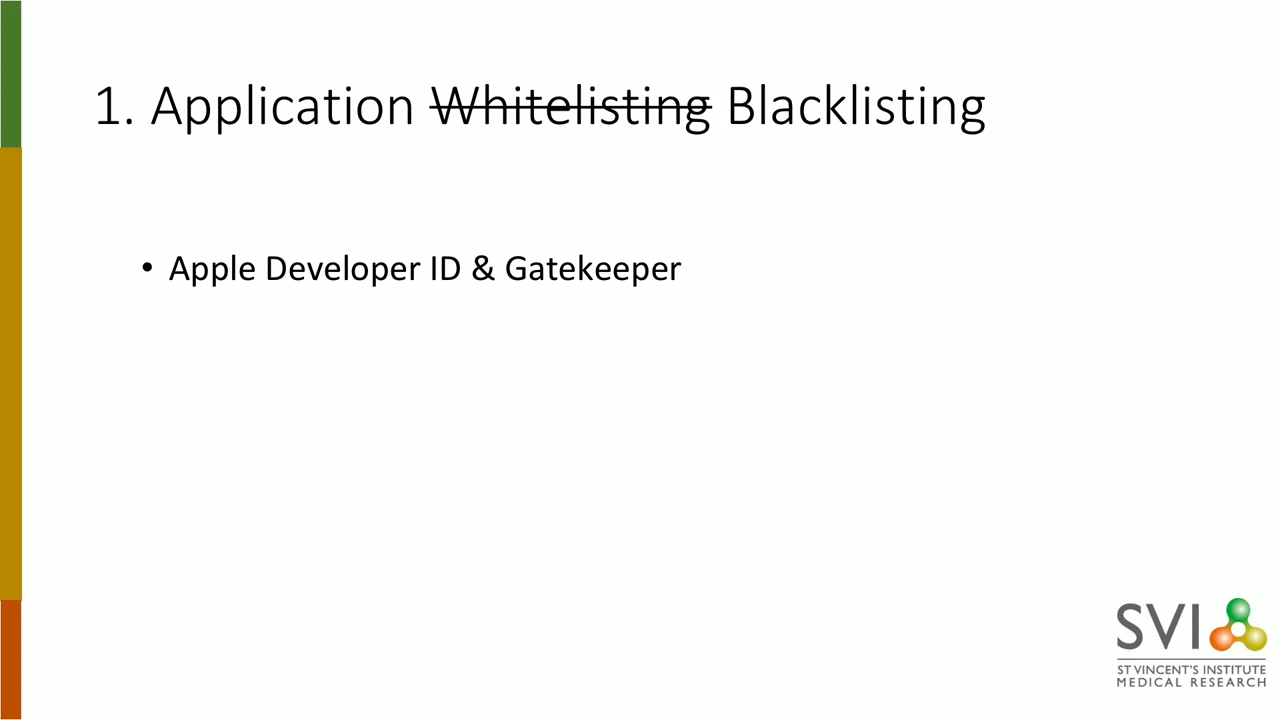 1. Application Whitelisting Blacklisting
• Apple Developer ID & Gatekeeper
SVI
ST VINCENT'S INSTITUTE
MEDICAL RESEARCH